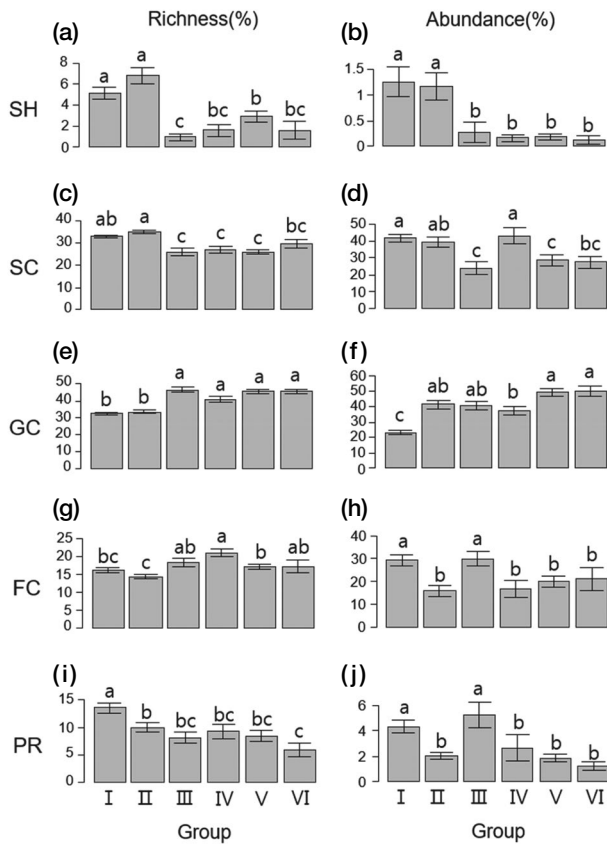 Richness(%) Abundance(%)
(a) (b)
SH
8
6
4
2
0
a a c bc b bc
1.5
1
0.5
0
a a b b b b
(c) (d)
SC
40
30
20
10
0
ab a c c c bc
50
40
30
20
10
0
a ab c a c bc
(e) (f)
GC
50
40
30
20
10
0
b b a a a a
60
50
40
30
20
10
0
c ab ab b a a
(g) (h)
FC
25
20
15
10
5
0
bc c ab a b ab
40
30
20
10
0
a b a b b b
(i) (j)
PR
15
10
5
0
a b bc bc bc c
6
4
2
0
a b a b b b
I II III IV V VI I II III IV V VI
Group Group